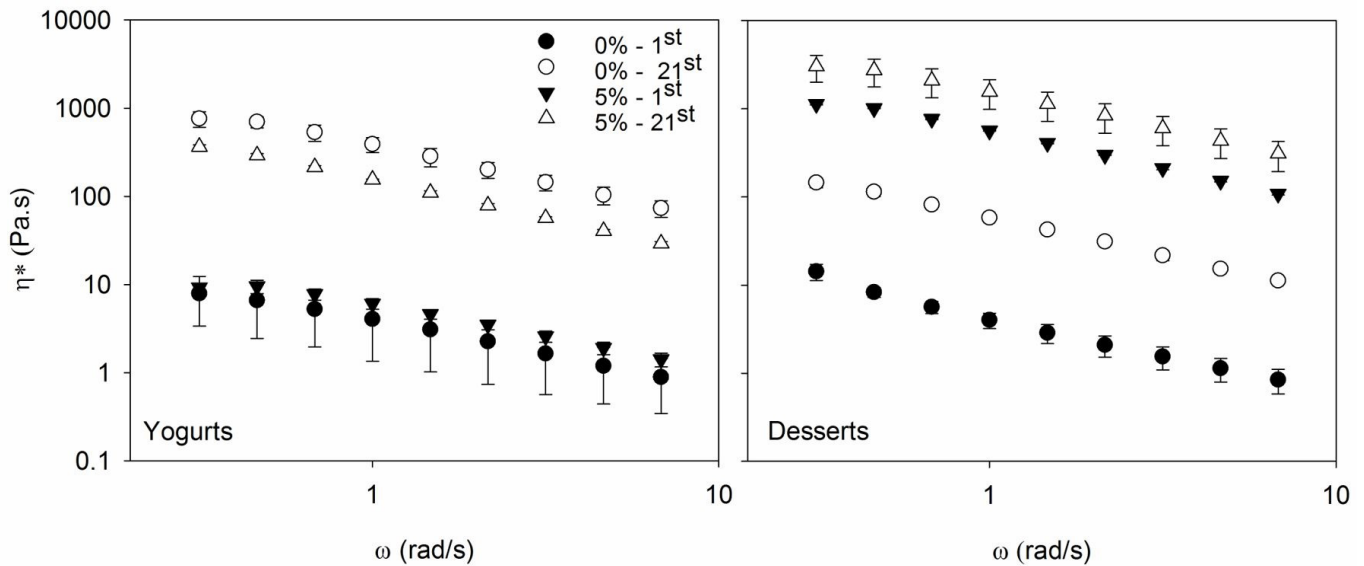 10000
1000
100
10
1
0.1
η* (Pa.s)
0% - 1st
0% - 21st
5% - 1st
5% - 21st
Yogurts
1
10
ω (rad/s)
Desserts
1
10
ω (rad/s)